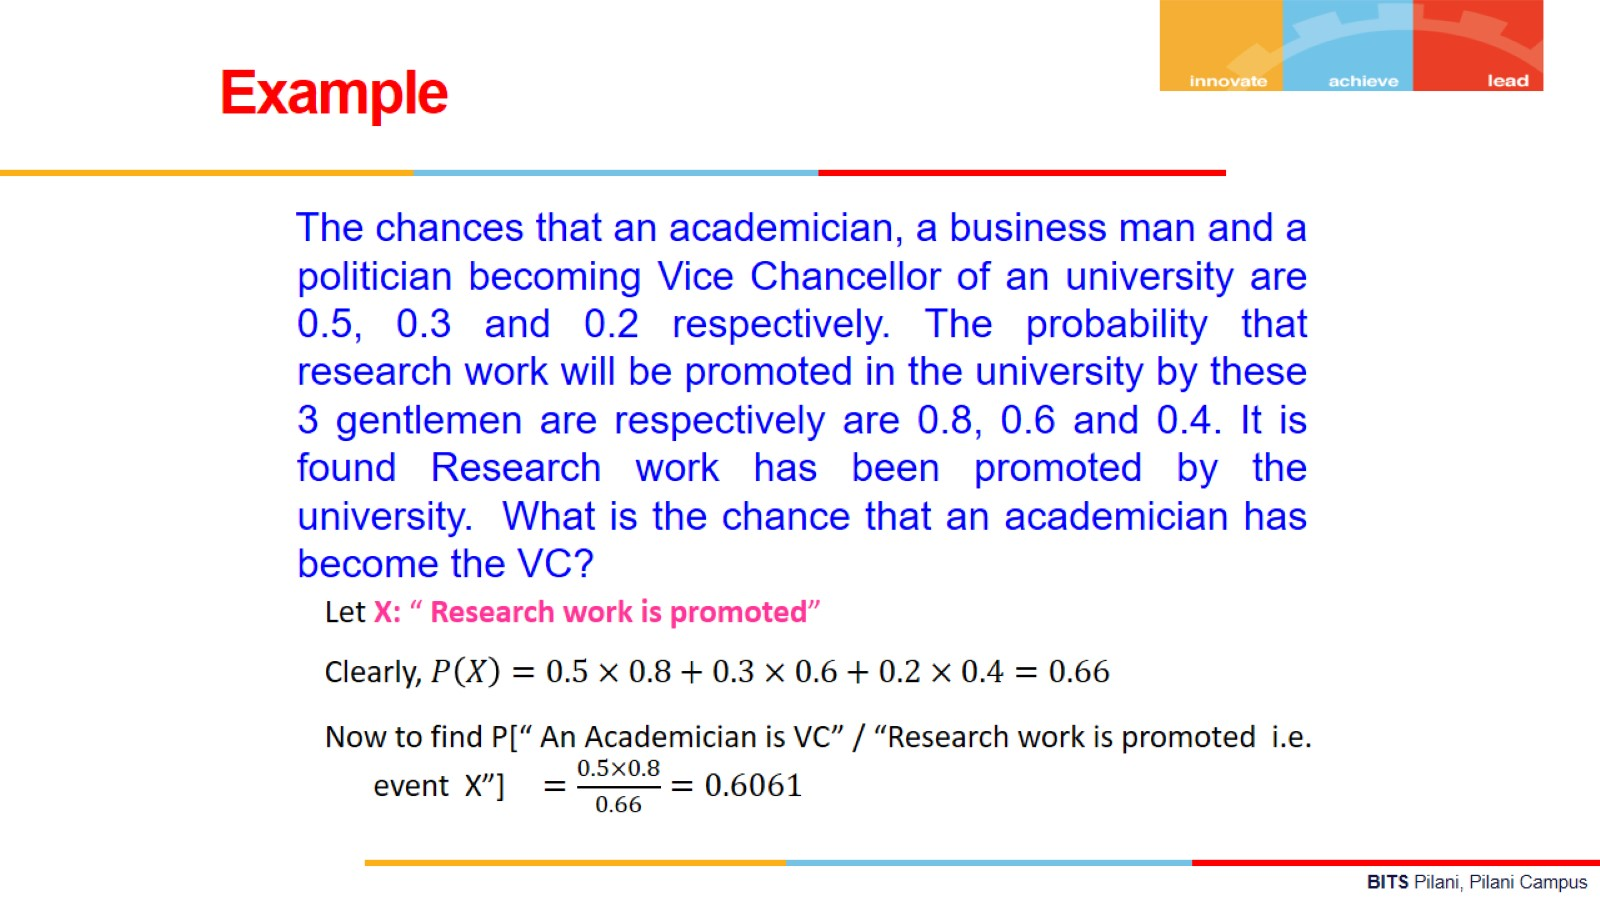 innovate achieve lead
Example
The chances that an academician, a business man and a
politician becoming Vice Chancellor of an university are
0.5, 0.3 and 0.2 respectively. The probability that
research work will be promoted in the university by these
3 gentlemen are respectively are 0.8, 0.6 and 0.4. It is
found Research work has been promoted by the
university. What is the chance that an academician has
become the VC?
Let X: “ Research work is promoted”
Clearly, P(X) = 0.5 × 0.8 + 0.3 × 0.6 + 0.2 × 0.4 = 0.66
Now to find P[“ An Academician is VC” / “Research work is promoted i.e.
event X”] = 0.5×0.8/0.66 = 0.6061
BITS Pilani, Pilani Campus